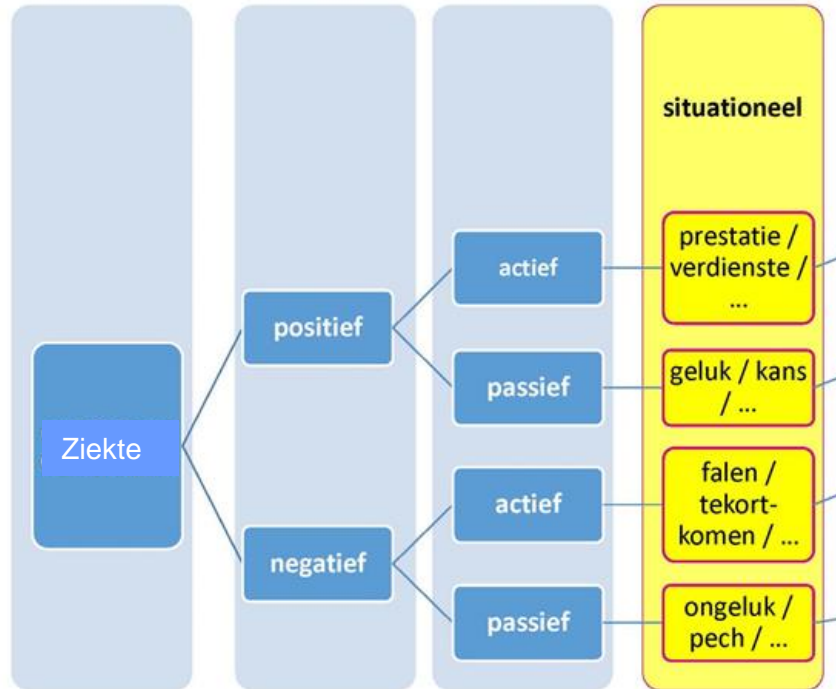 situationeel
prestatie /
verdienste /
...
actief
positief
passief
geluk / kans
/ ...
Ziekte
falen /
tekort-
komen / ...
actief
negatief
passief
ongeluk /
pech / ...